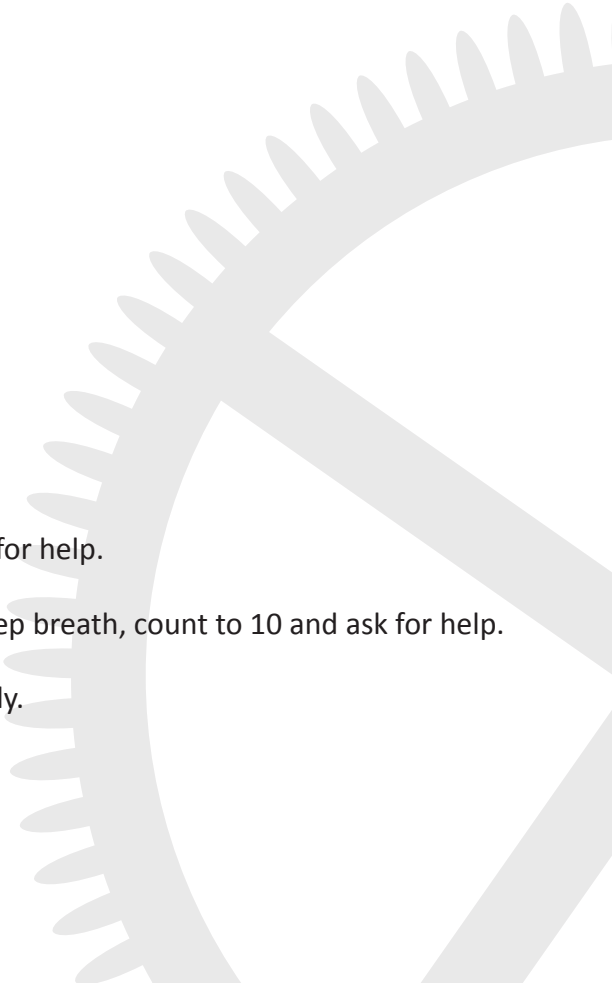 for help.
ep breath, count to 10 and ask for help.
ly.